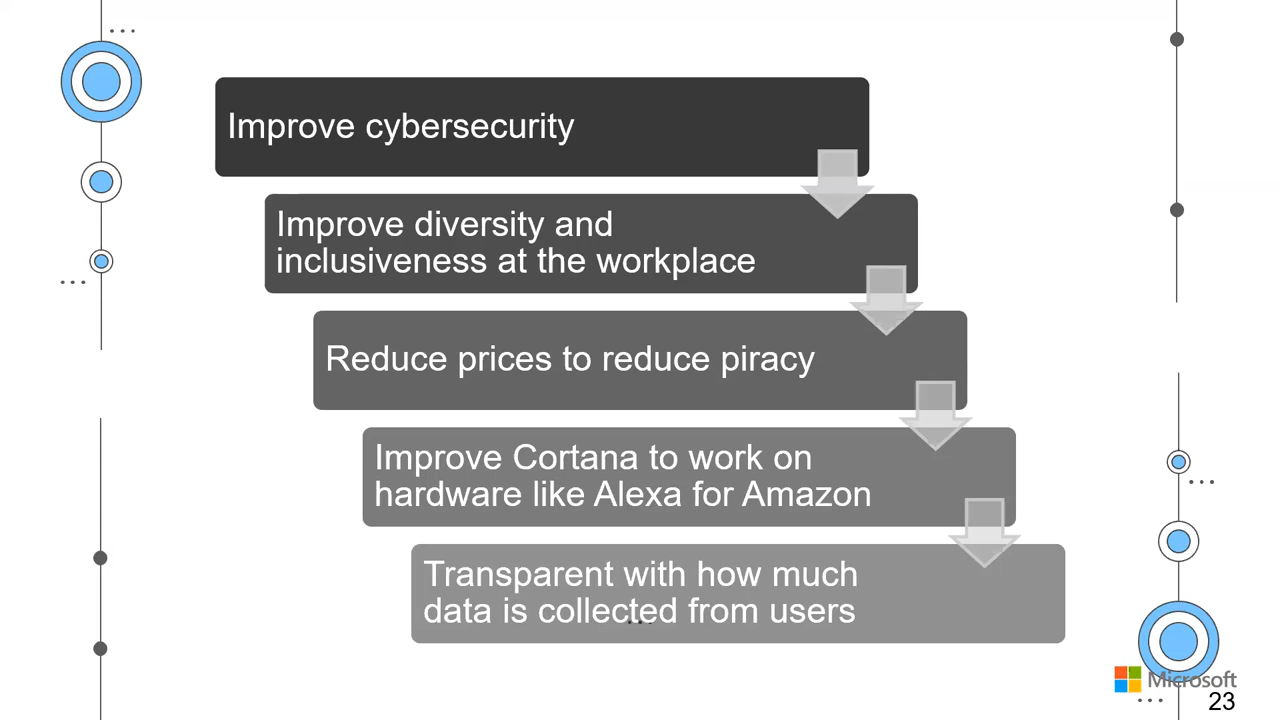 Improve cybersecurity
Improve diversity and
inclusiveness at the workplace
Reduce prices to reduce piracy
Improve Cortana to work on
hardware like Alexa for Amazon
Transparent with how much
data is collected from users
Microsoft
23